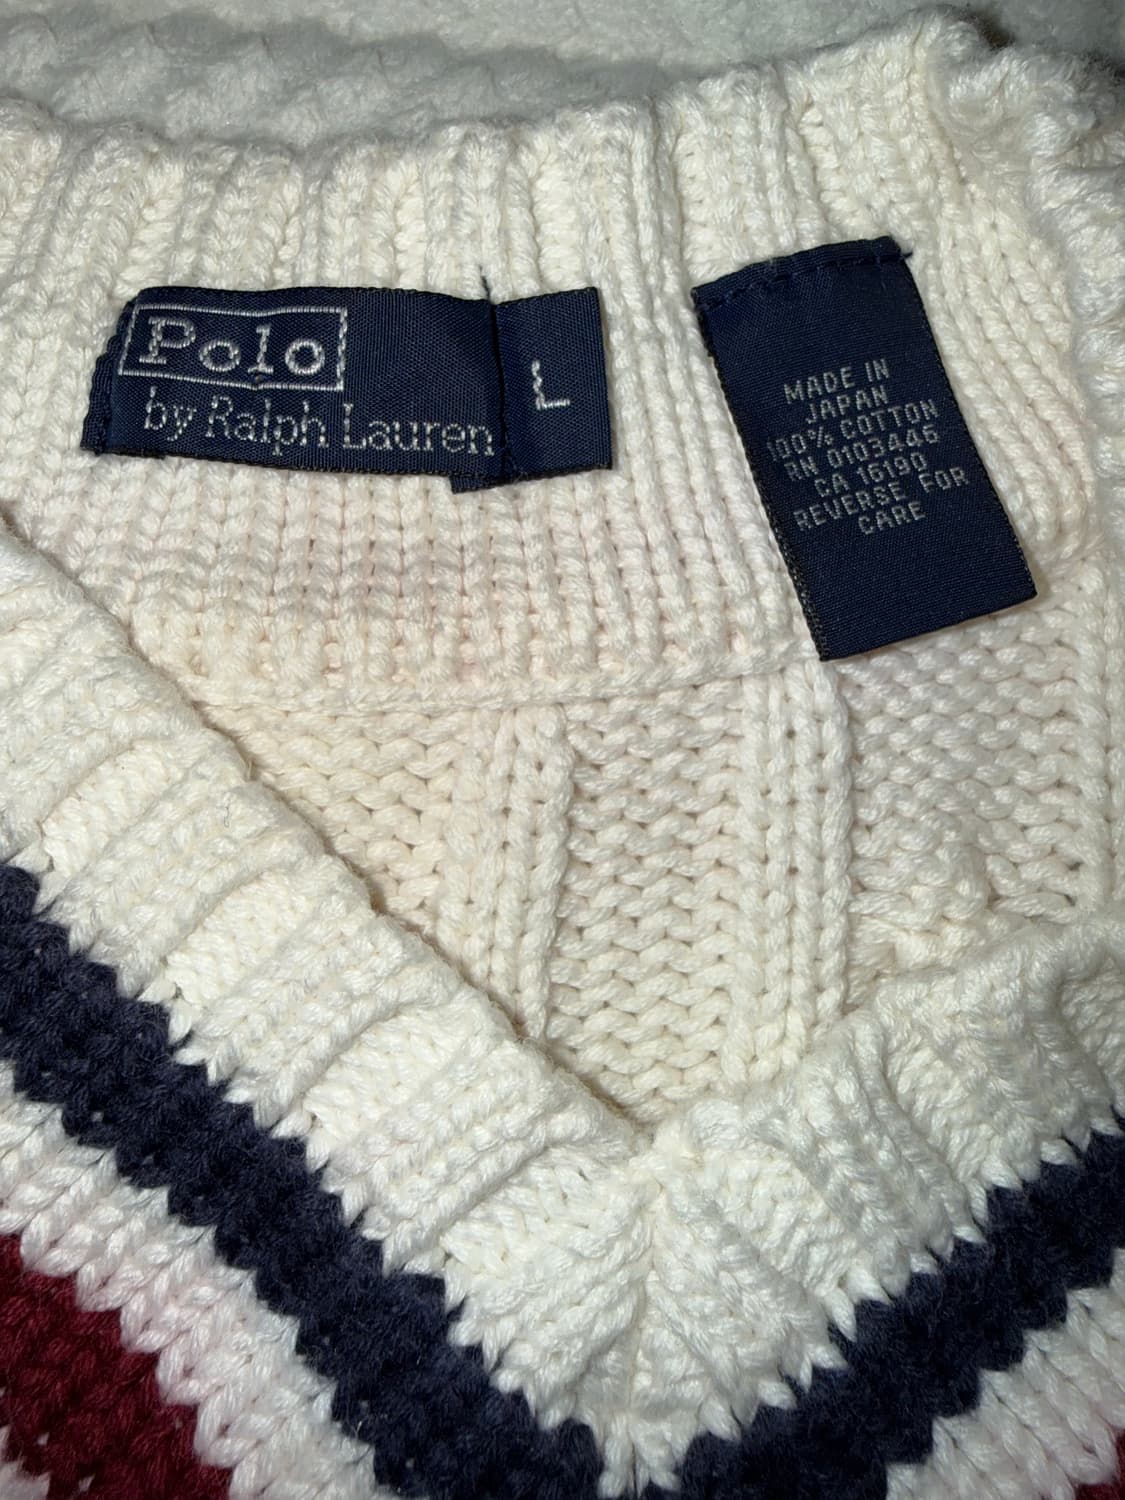 Polo
by Ralph Lauren
L
MADE IN
JAPAN
100% COTTON
RN 0103446
CA 16190
REVERSE FOR
CARE